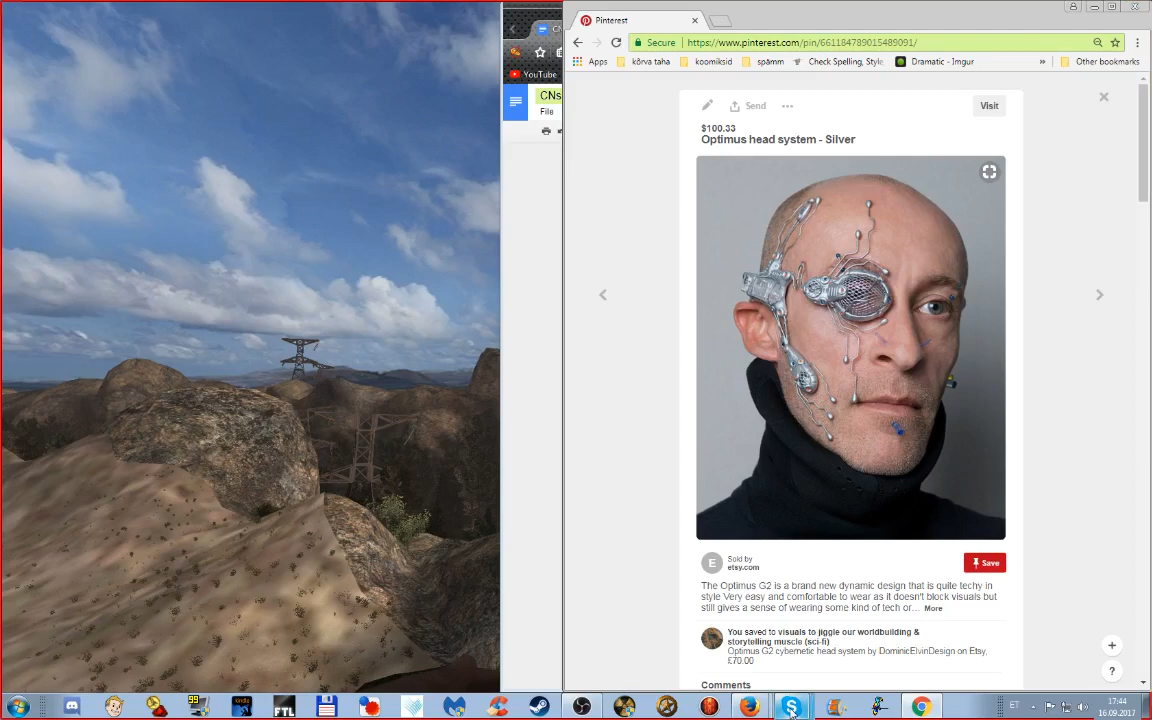 Pinterest
Secure
https://www.pinterest.com/pin/661184789015489091/
Apps
kõrva taha
koomiksid
spämm
Check Spelling, Style,
Dramatic - Imgur
»
Other bookmarks
YouTube
CNs
File
Send
Visit
$100.33
Optimus head system - Silver
E
Sold by
etsy.com
Save
The Optimus G2 is a brand new dynamic design that is quite techy in
style Very easy and comfortable to wear as it doesn't block visuals but
still gives a sense of wearing some kind of tech or... More
You saved to visuals to jiggle our worldbuilding &
storytelling muscle (sci-fi)
Optimus G2 cybernetic head system by DominicElvinDesign on Etsy,
£70.00
Comments
+
?
99
kindle
FTL
ET
17:44
16.09.2017